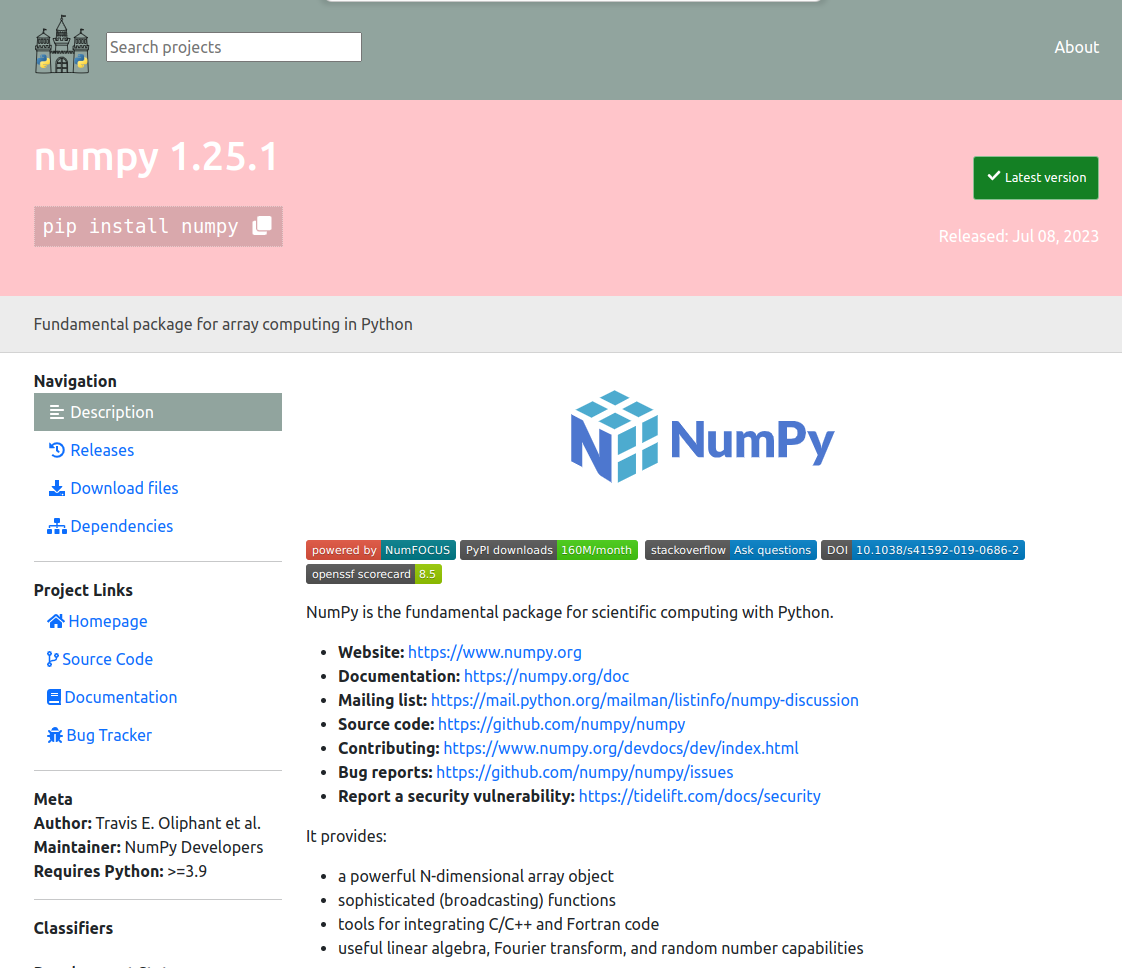 Search projects
About
numpy 1.25.1
pip install numpy
Latest version
Released: Jul 08, 2023
Fundamental package for array computing in Python
Navigation
Description
Releases
Download files
Dependencies
Project Links
Homepage
Source Code
Documentation
Bug Tracker
Meta
Author: Travis E. Oliphant et al.
Maintainer: NumPy Developers
Requires Python: >=3.9
Classifiers
NumPy
powered by NumFOCUS PyPI downloads 160M/month stackoverflow Ask questions DOI 10.1038/s41592-019-0686-2
openssf scorecard 8.5
NumPy is the fundamental package for scientific computing with Python.
• Website: https://www.numpy.org
• Documentation: https://numpy.org/doc
• Mailing list: https://mail.python.org/mailman/listinfo/numpy-discussion
• Source code: https://github.com/numpy/numpy
• Contributing: https://www.numpy.org/devdocs/dev/index.html
• Bug reports: https://github.com/numpy/numpy/issues
• Report a security vulnerability: https://tidelift.com/docs/security
It provides:
• a powerful N-dimensional array object
• sophisticated (broadcasting) functions
• tools for integrating C/C++ and Fortran code
• useful linear algebra, Fourier transform, and random number capabilities